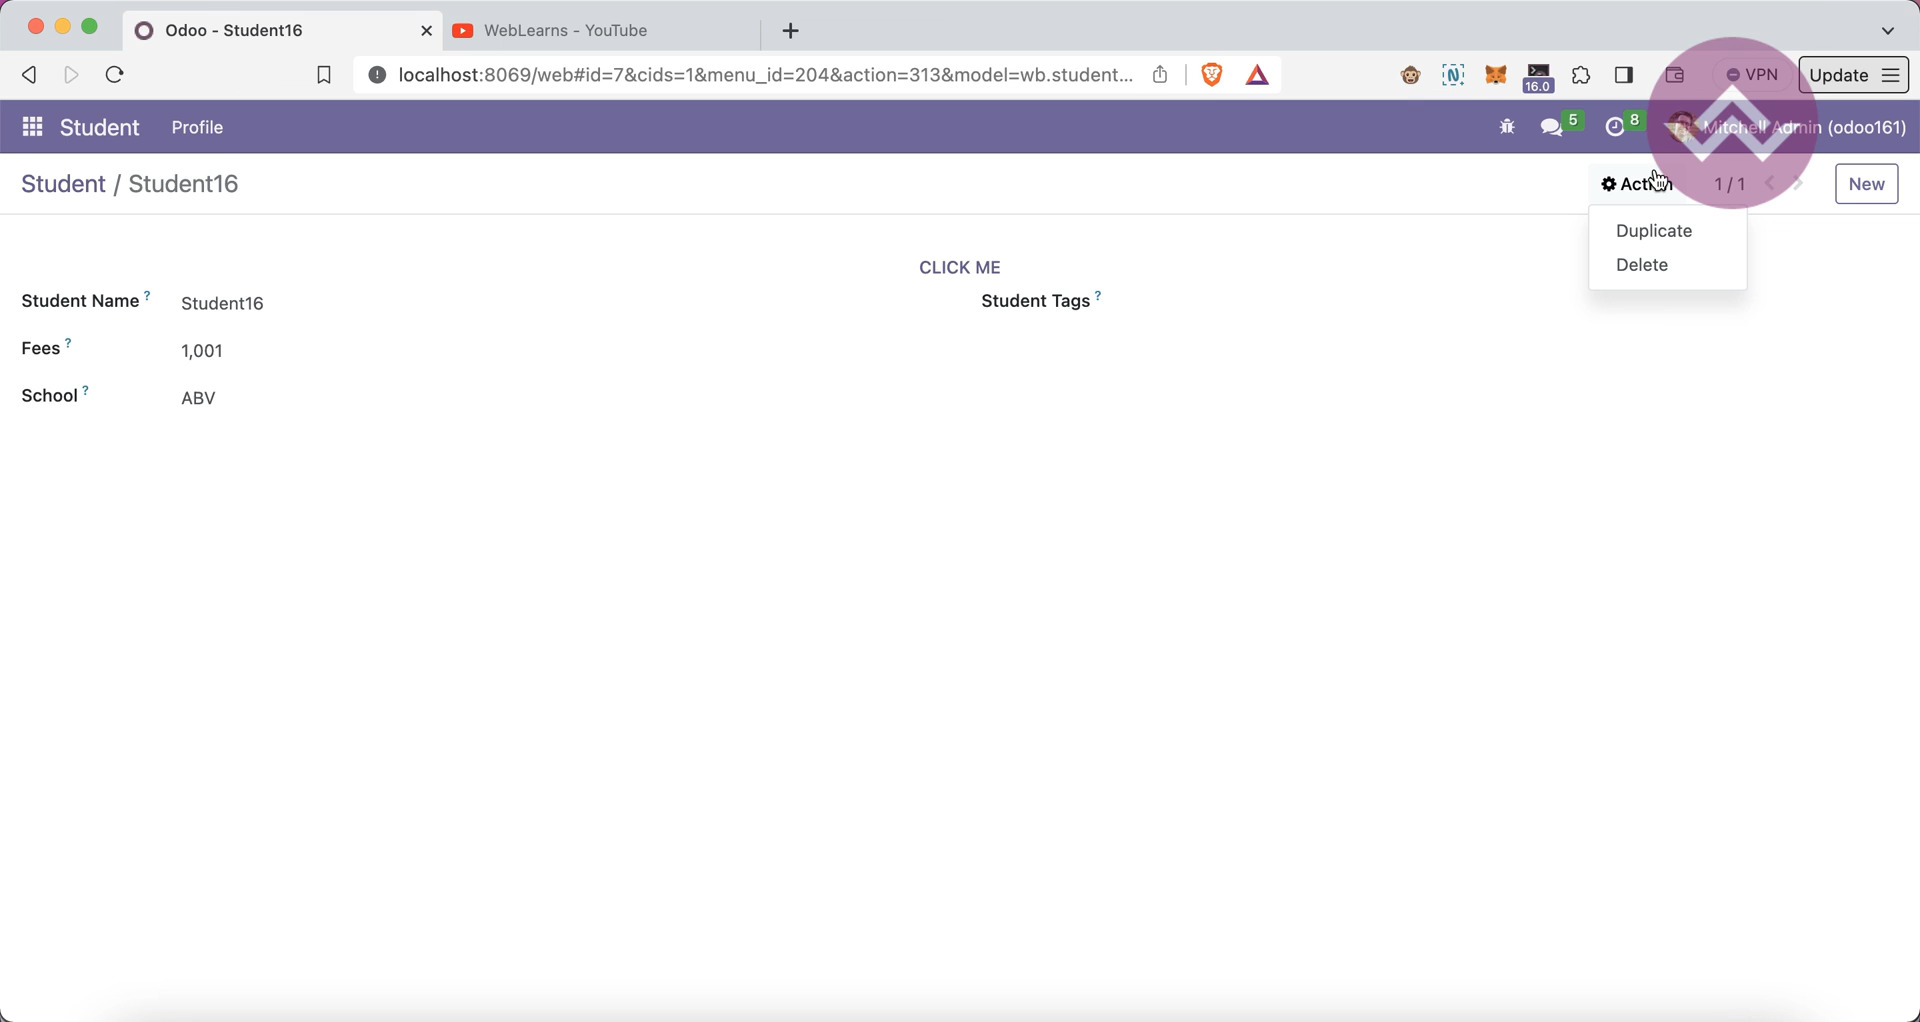 Odoo - Student16
WebLearns - YouTube
localhost:8069/web#id=7&cids=1&menu_id=204&action=313&model=wb.student...
16.0
VPN
Update
Student
Profile
5
8
Mitchell Admin (odoo161)
Student / Student16
Action
1 / 1
New
Duplicate
Delete
CLICK ME
Student Name ?
Student16
Student Tags ?
Fees ?
1,001
School ?
ABV